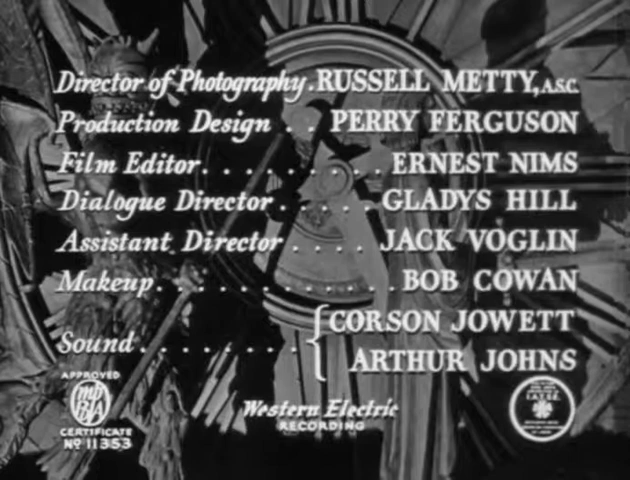 Director of Photography. RUSSELL METTY, A.S.C.
Production Design . . PERRY FERGUSON
Film Editor. . . . . . . . . . ERNEST NIMS
Dialogue Director . . . . . GLADYS HILL
Assistant Director . . . . JACK VOGLIN
Makeup. . . . . . . . . . . . BOB COWAN
Sound. . . . . . . . { CORSON JOWETT
ARTHUR JOHNS
APPROVED
CERTIFICATE
Nº 11353
Western Electric
RECORDING
I.A.T.S.E.